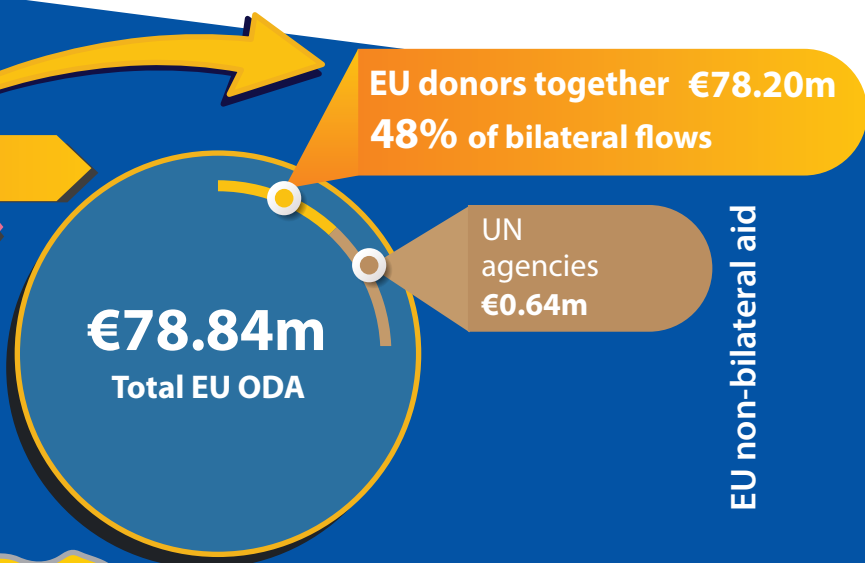 EU donors together €78.20m
48% of bilateral flows
UN
agencies
€0.64m
€78.84m
Total EU ODA
EU non-bilateral aid